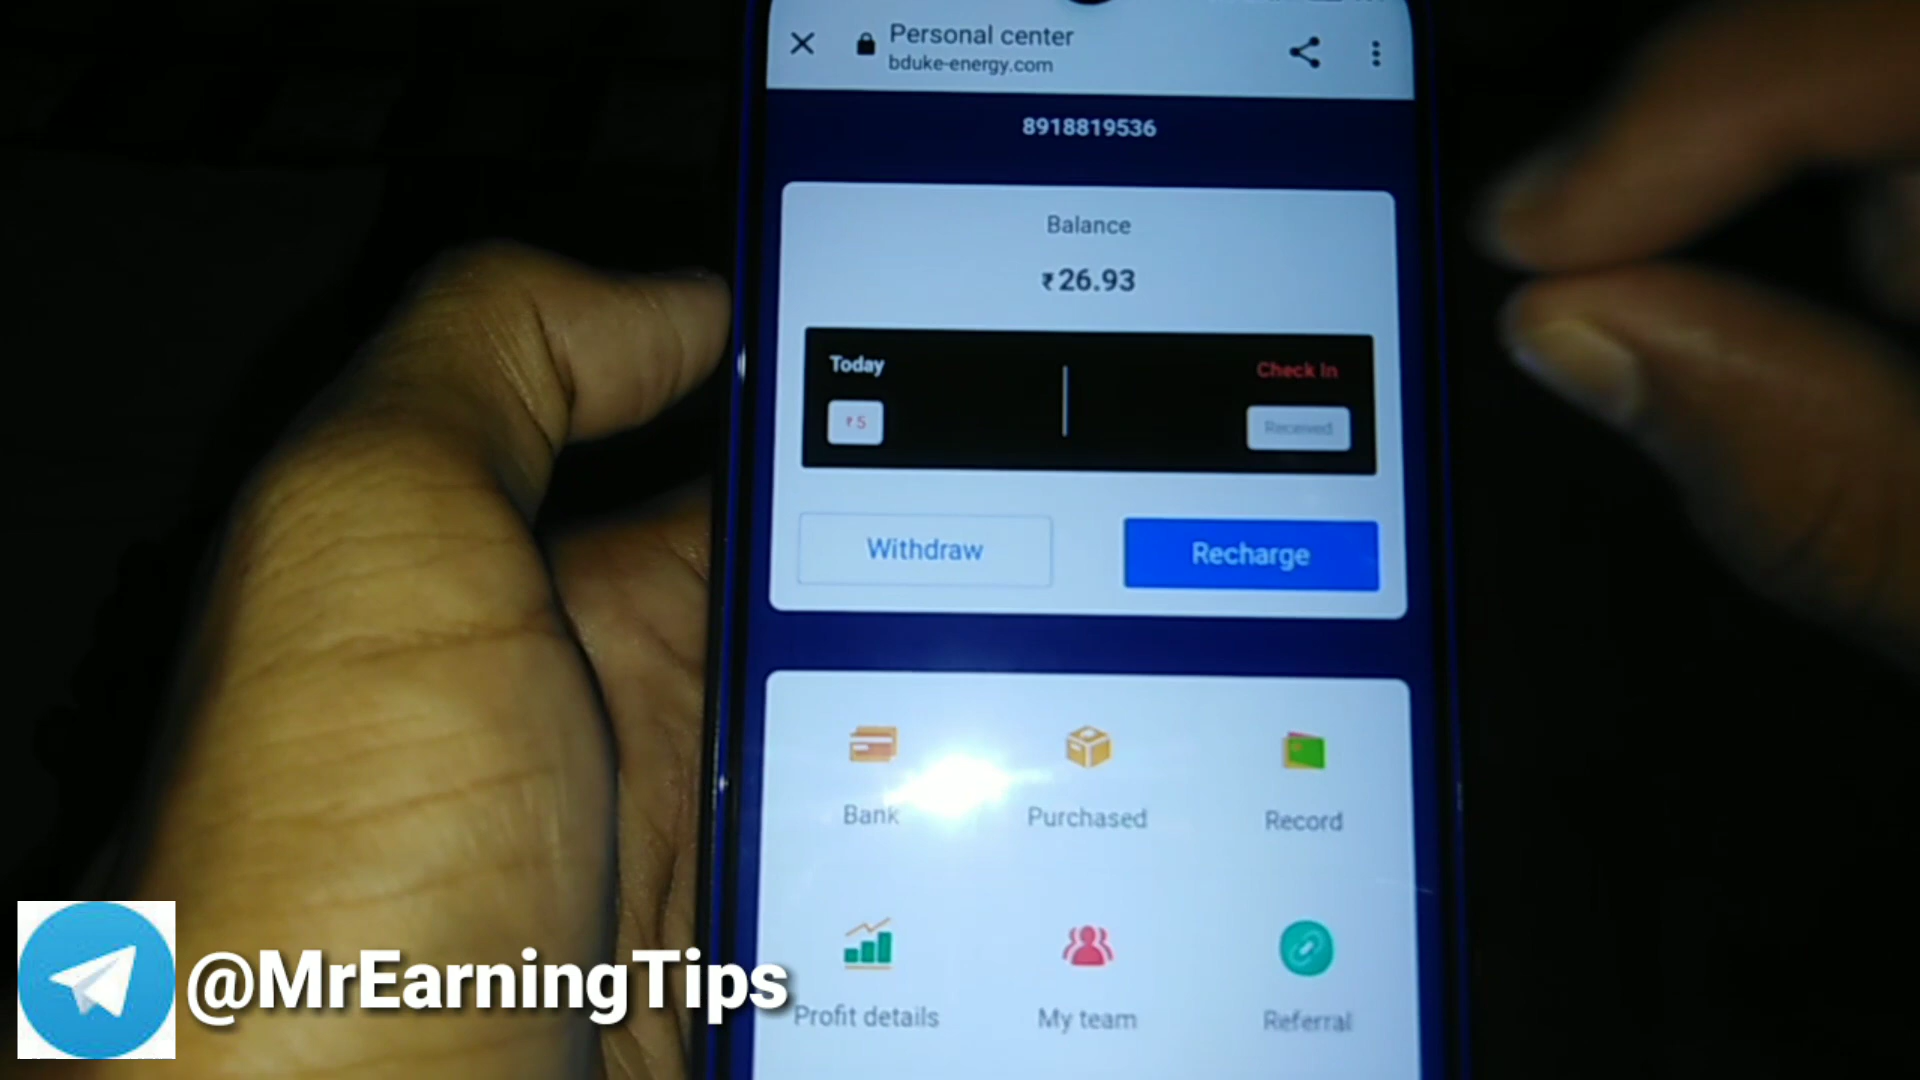 Personal center
bduke-energy.com
8918819536
Balance
₹26.93
Today
Check In
₹5
Received
Withdraw
Recharge
Bank
Purchased
Record
Profit details
My team
Referral
@MrEarningTips